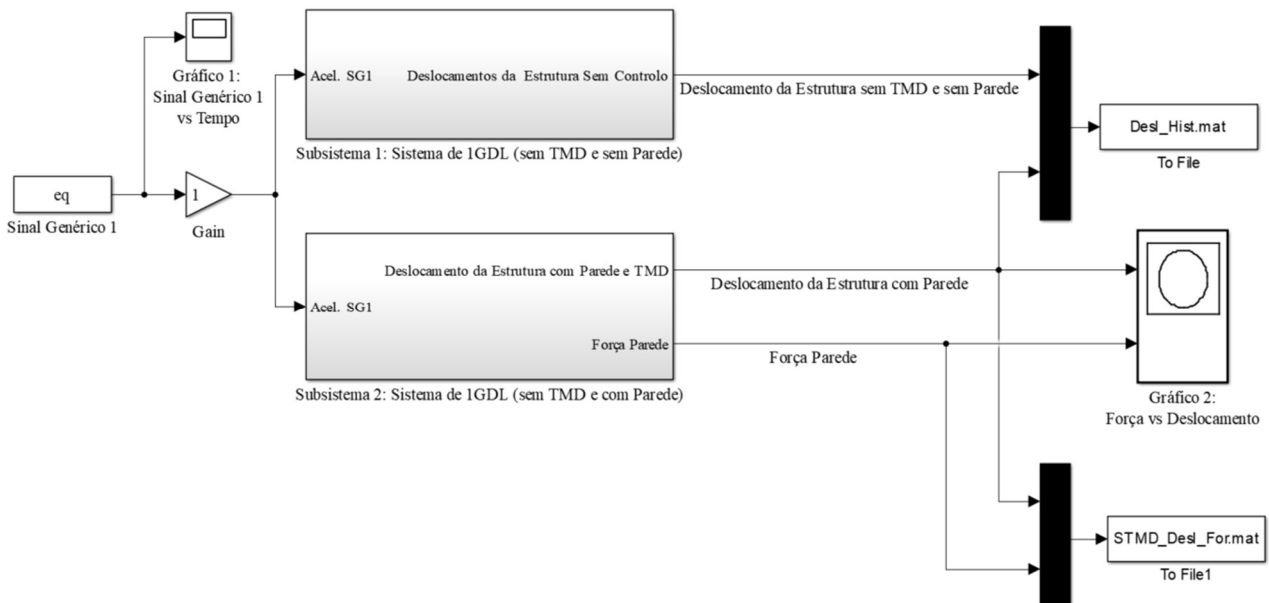 Gráfico 1:
Sinal Genérico 1
vs Tempo
Acel. SG1
Deslocamentos da Estrutura Sem Controlo
Deslocamento da Estrutura sem TMD e sem Parede
Desl_Hist.mat
To File
Subsistema 1: Sistema de 1GDL (sem TMD e sem Parede)
eq
Sinal Genérico 1
1
Gain
Deslocamento da Estrutura com Parede e TMD
Deslocamento da Estrutura com Parede
Acel. SG1
Força Parede
Força Parede
Subsistema 2: Sistema de 1GDL (sem TMD e com Parede)
Gráfico 2:
Força vs Deslocamento
STMD_Desl_For.mat
To File1